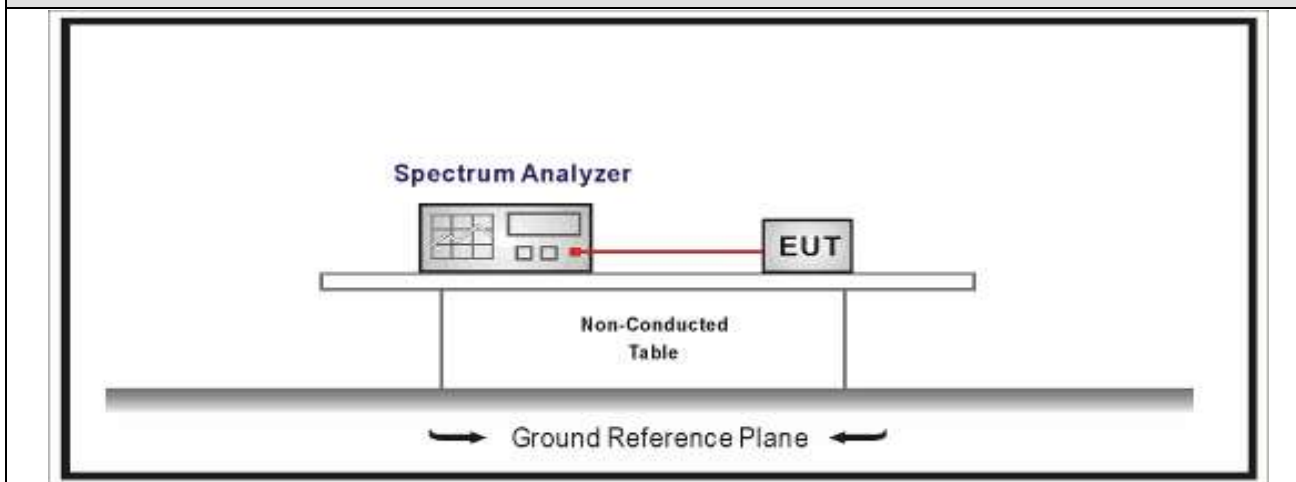 Spectrum Analyzer
EUT
Non-Conducted
Table
Ground Reference Plane